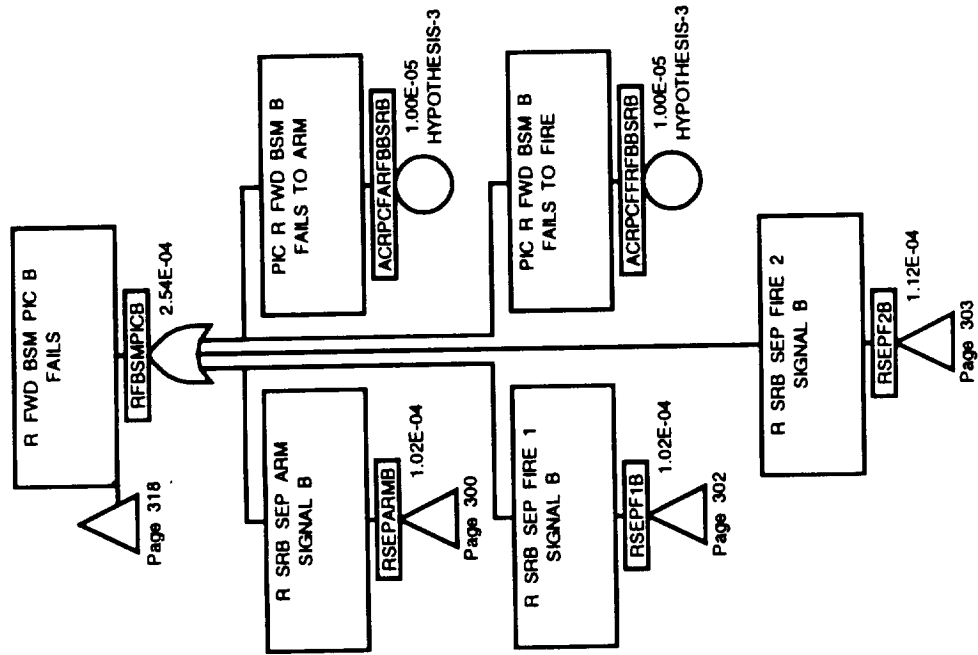 R FWD BSM PIC B
FAILS
RFBSMPICB
2.54E-04
Page 318
R SRB SEP ARM
SIGNAL B
RSEPARMB
1.02E-04
Page 300
PIC R FWD BSM B
FAILS TO ARM
ACRPCFARFBBSRB
1.00E-05
HYPOTHESIS-3
R SRB SEP FIRE 1
SIGNAL B
RSEPF1B
1.02E-04
Page 302
PIC R FWD BSM B
FAILS TO FIRE
ACRPCFFRFBBSRB
1.00E-05
HYPOTHESIS-3
R SRB SEP FIRE 2
SIGNAL B
RSEPF2B
1.12E-04
Page 303